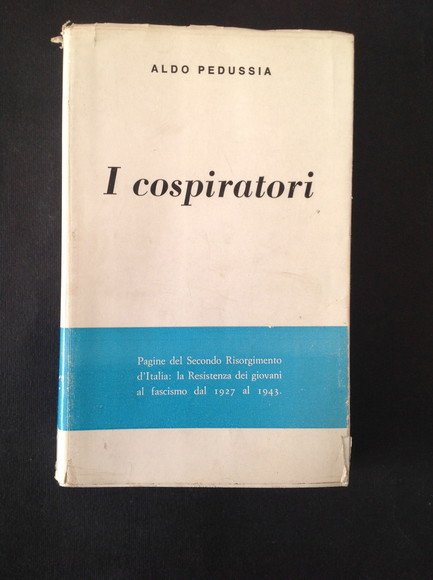 ALDO PEDUSSIA
I cospiratori
Pagine del Secondo Risorgimento
d'Italia: la Resistenza dei giovani
al fascismo dal 1927 al 1943.